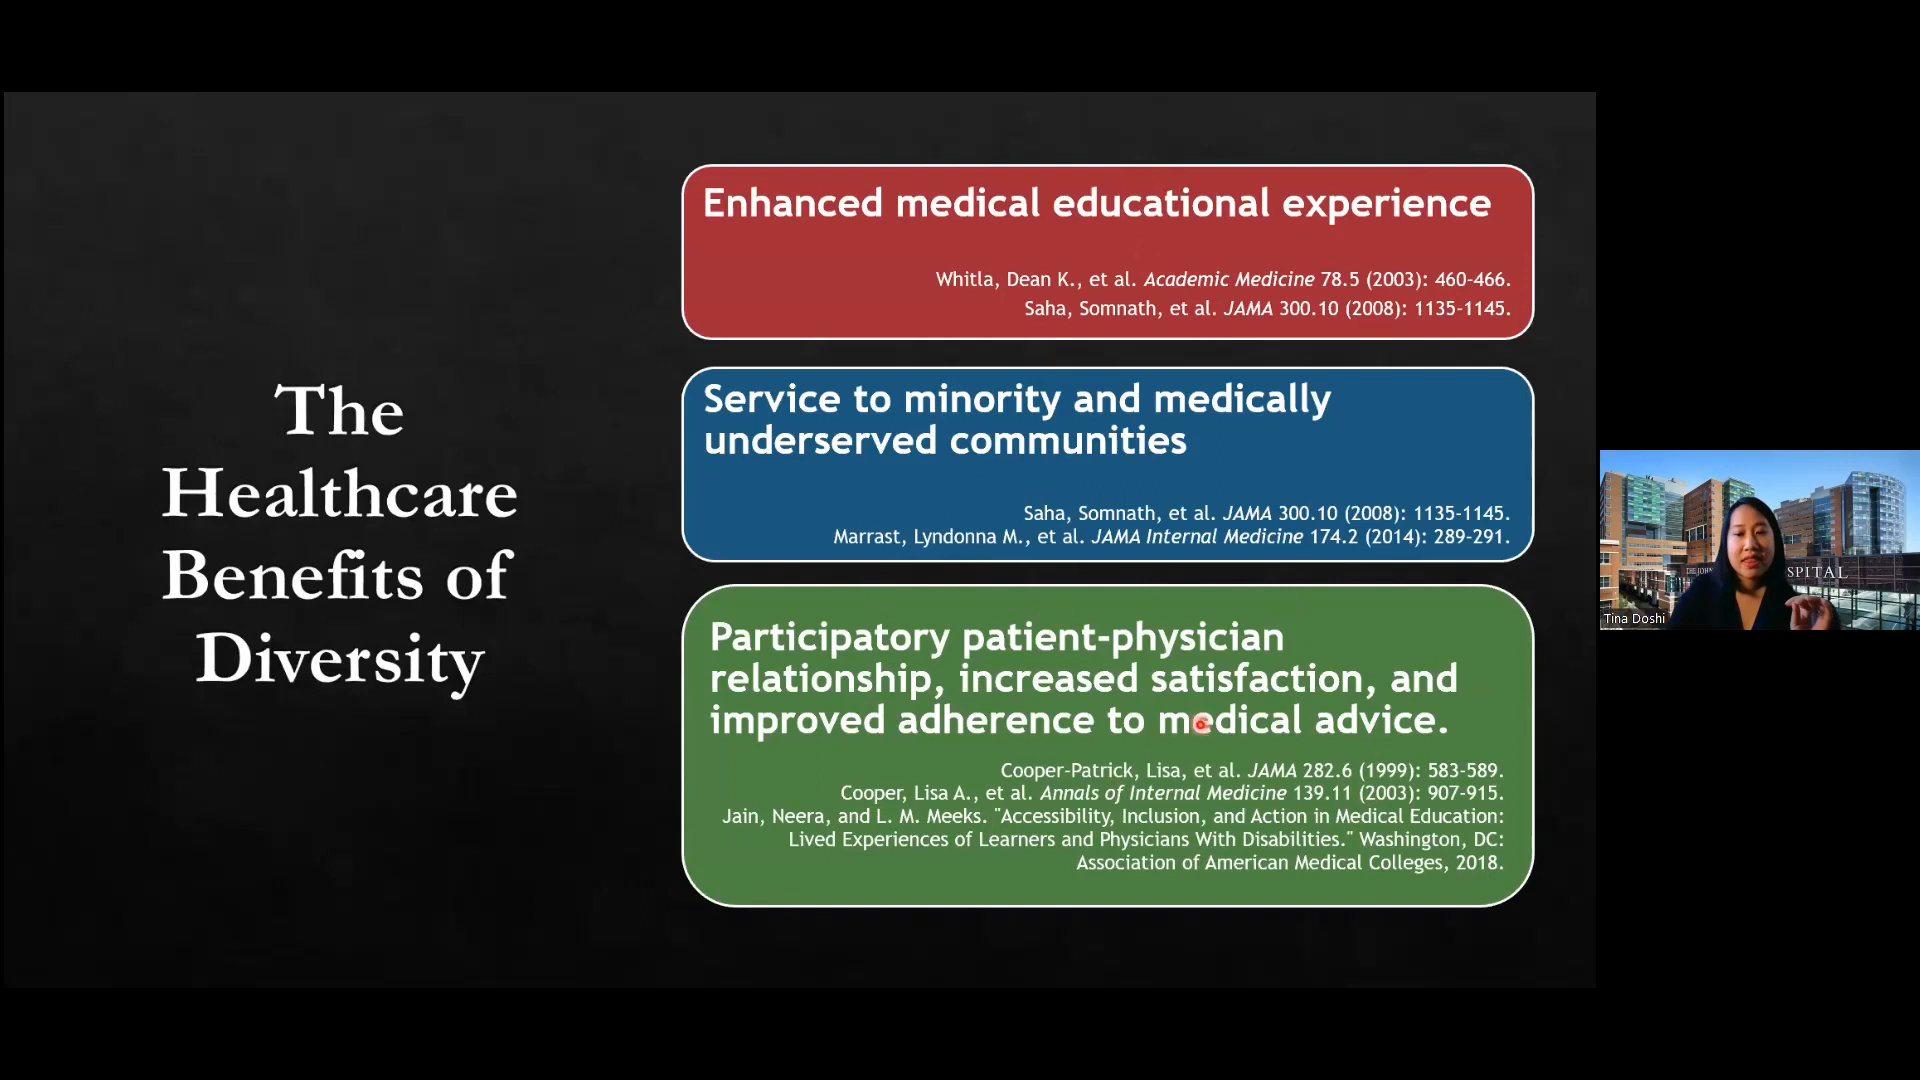 The
Healthcare
Benefits of
Diversity
Enhanced medical educational experience
Whitla, Dean K., et al. Academic Medicine 78.5 (2003): 460-466.
Saha, Somnath, et al. JAMA 300.10 (2008): 1135-1145.
Service to minority and medically
underserved communities
Saha, Somnath, et al. JAMA 300.10 (2008): 1135-1145.
Marrast, Lyndonna M., et al. JAMA Internal Medicine 174.2 (2014): 289-291.
Participatory patient-physician
relationship, increased satisfaction, and
improved adherence to medical advice.
Cooper-Patrick, Lisa, et al. JAMA 282.6 (1999): 583-589.
Cooper, Lisa A., et al. Annals of Internal Medicine 139.11 (2003): 907-915.
Jain, Neera, and L. M. Meeks. "Accessibility, Inclusion, and Action in Medical Education:
Lived Experiences of Learners and Physicians With Disabilities." Washington, DC:
Association of American Medical Colleges, 2018.
THE JOH
SPITAL
Tina Doshi